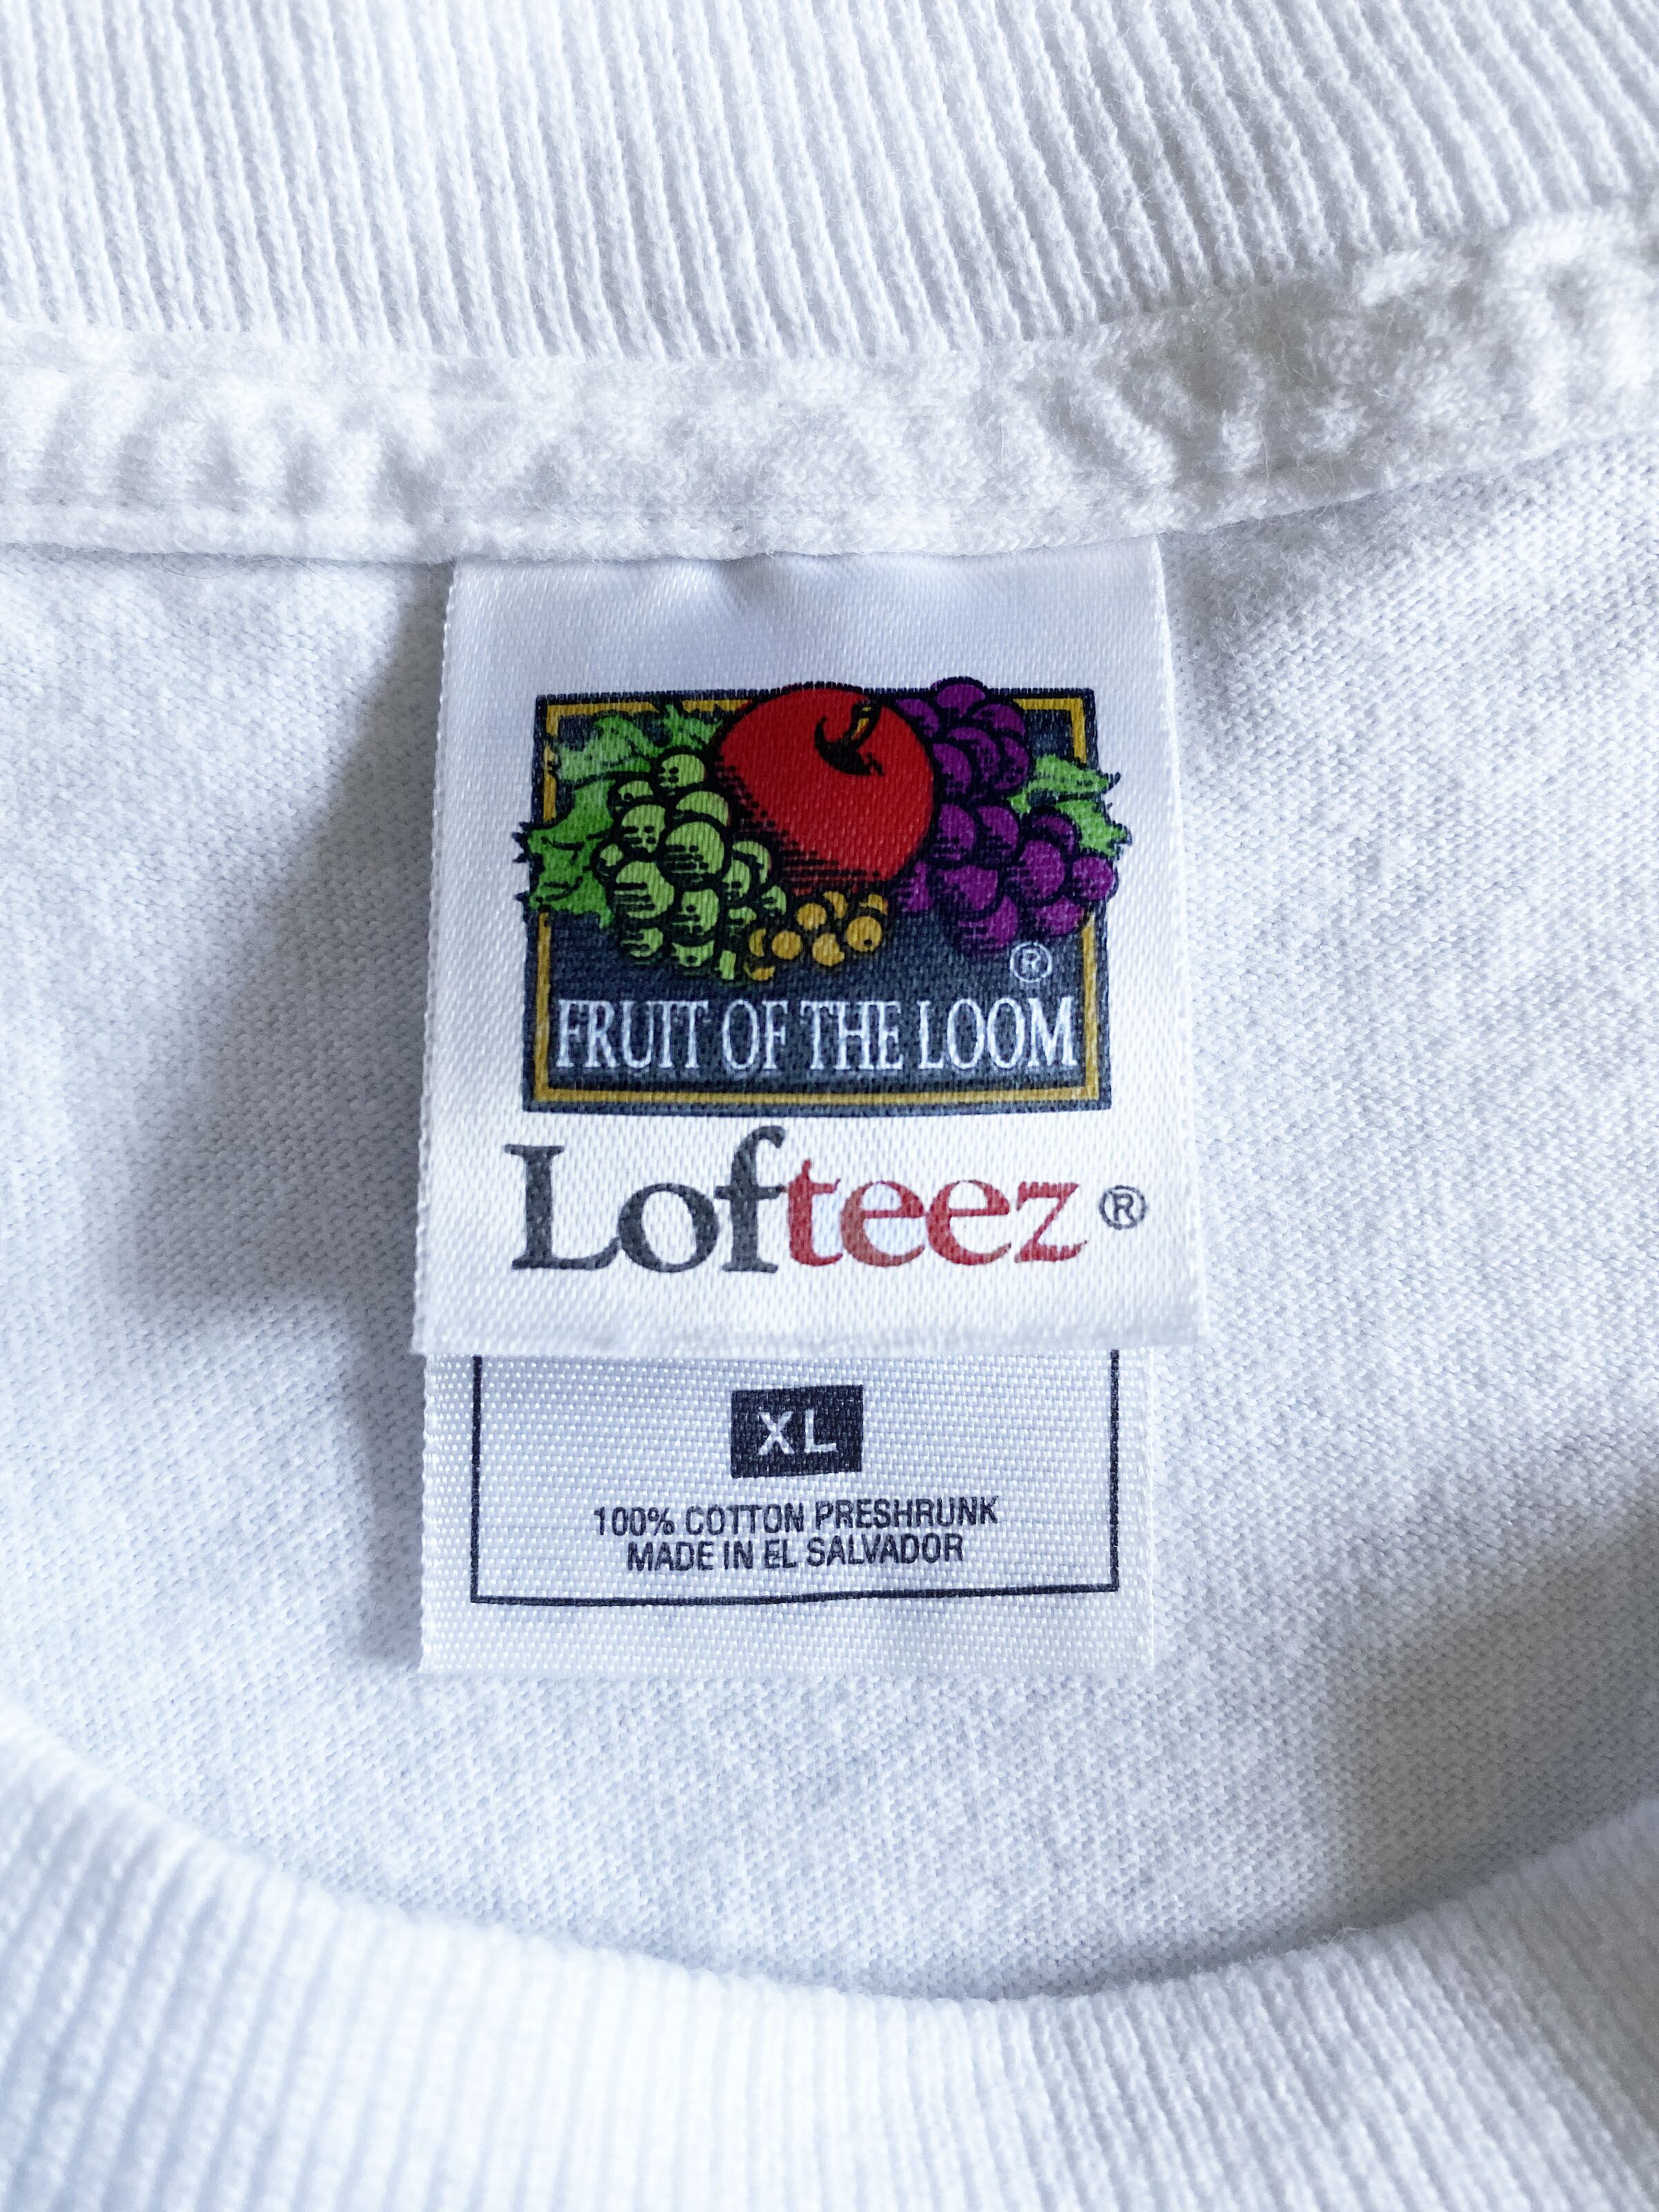 ®
FRUIT OF THE LOOM
Lofteez®
XL
100% COTTON PRESHRUNK
MADE IN EL SALVADOR